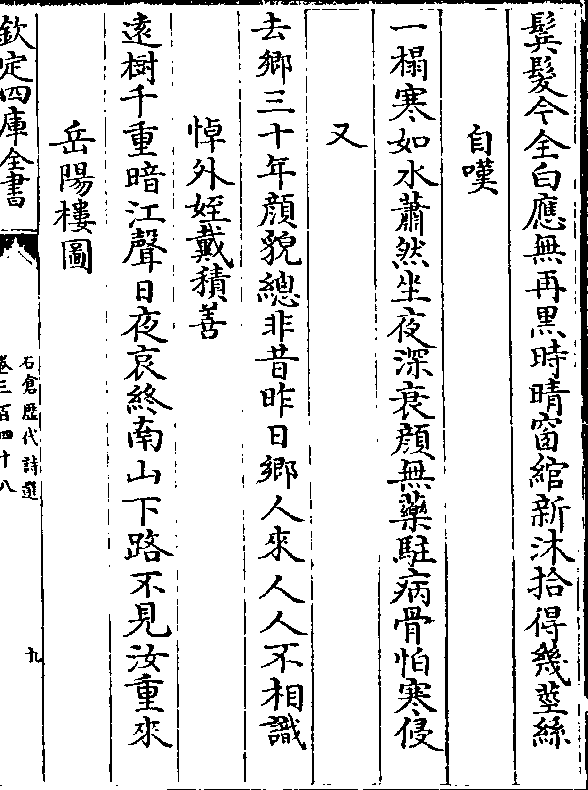 鬂髮今全白應無再黑時晴窗綰新沐拾得幾莖絲
自嘆
一榻寒如水蕭然坐夜深衰顏無藥駐病骨怕寒侵
又
去鄉三十年顏貌總非昔昨日鄉人來人人不相識
悼外姪戴積善
遠樹千重暗江聲日夜哀終南山下路不見汝重來
岳陽樓圖
欽定四庫全書
石倉歷代詩選
卷三百四十八
九